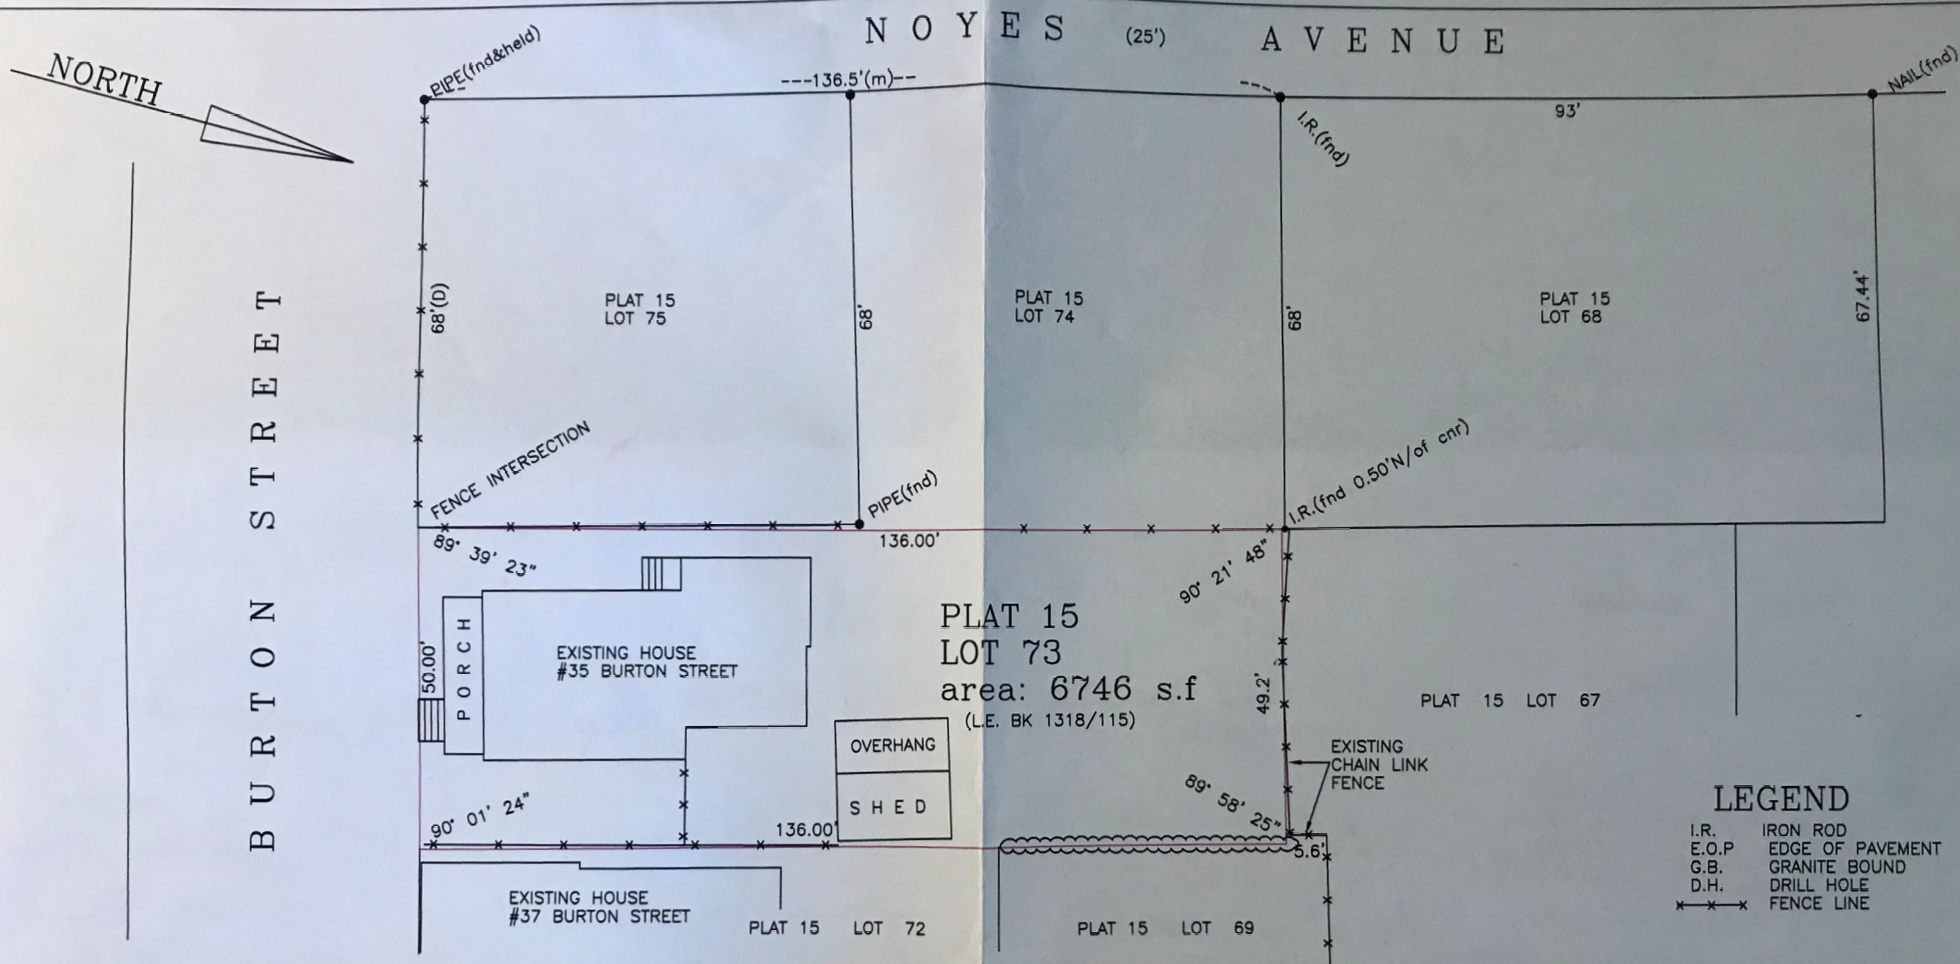 NOYES (25') AVENUE
NORTH
PIPE(fnd&held)
---136.5'(m)--
NAIL(fnd)
93'
I.R.(fnd)
BURTON STREET
68'(D)
PLAT 15
LOT 75
68'
PLAT 15
LOT 74
68'
PLAT 15
LOT 68
67.44'
FENCE INTERSECTION
PIPE(fnd)
I.R.(fnd 0.50'N/of cnr)
89° 39' 23"
136.00'
90° 21' 48"
PORCH
50.00'
EXISTING HOUSE
#35 BURTON STREET
PLAT 15
LOT 73
area: 6746 s.f
(L.E. BK 1318/115)
49.2'
PLAT 15 LOT 67
OVERHANG
SHED
EXISTING
CHAIN LINK
FENCE
90° 01' 24"
136.00'
89° 58' 25"
5.6'
EXISTING HOUSE
#37 BURTON STREET
PLAT 15 LOT 72
PLAT 15 LOT 69
LEGEND
I.R. IRON ROD
E.O.P EDGE OF PAVEMENT
G.B. GRANITE BOUND
D.H. DRILL HOLE
x—x—x FENCE LINE